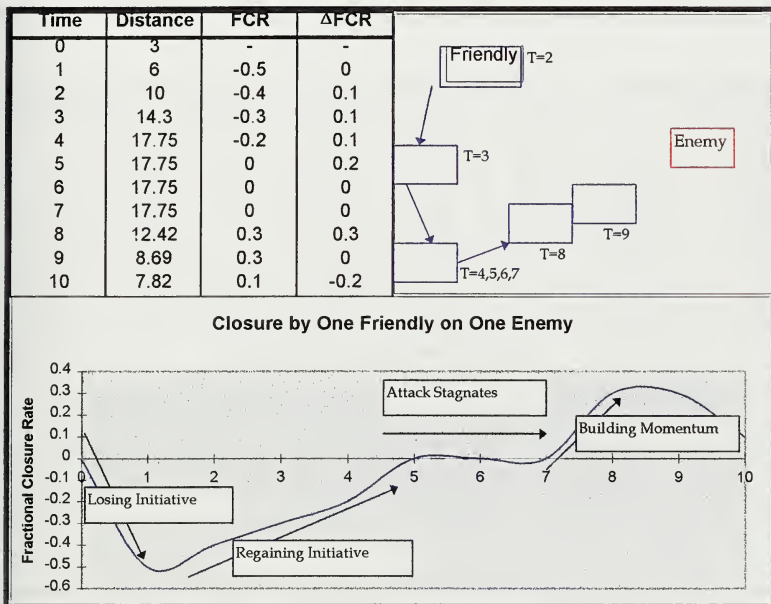 Time Distance FCR ΔFCR
0 3 - -
1 6 -0.5 0
2 10 -0.4 0.1
3 14.3 -0.3 0.1
4 17.75 -0.2 0.1
5 17.75 0 0.2
6 17.75 0 0
7 17.75 0 0
8 12.42 0.3 0.3
9 8.69 0.3 0
10 7.82 0.1 -0.2
Friendly T=2
Enemy
T=3
T=9
T=8
T=4,5,6,7
Closure by One Friendly on One Enemy
Fractional Closure Rate
0.4
0.3
0.2
0.1
0
-0.1
-0.2
-0.3
-0.4
-0.5
-0.6
0 1 2 3 4 5 6 7 8 9 10
Attack Stagnates
Building Momentum
Losing Initiative
Regaining Initiative